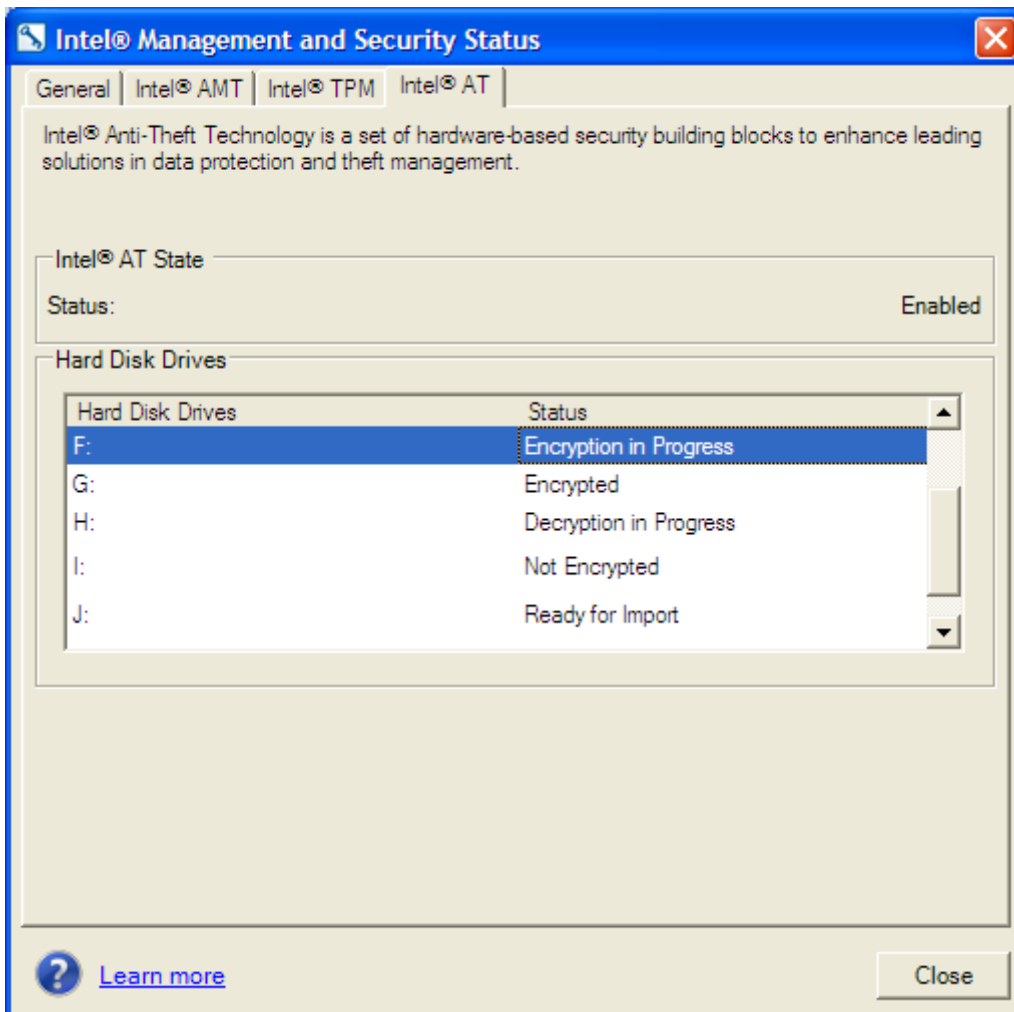 Intel® Management and Security Status
General Intel® AMT Intel® TPM Intel® AT
Intel® Anti-Theft Technology is a set of hardware-based security building blocks to enhance leading
solutions in data protection and theft management.
Intel® AT State
Status: Enabled
Hard Disk Drives
Hard Disk Drives Status
F: Encryption in Progress
G: Encrypted
H: Decryption in Progress
I: Not Encrypted
J: Ready for Import
? Learn more Close